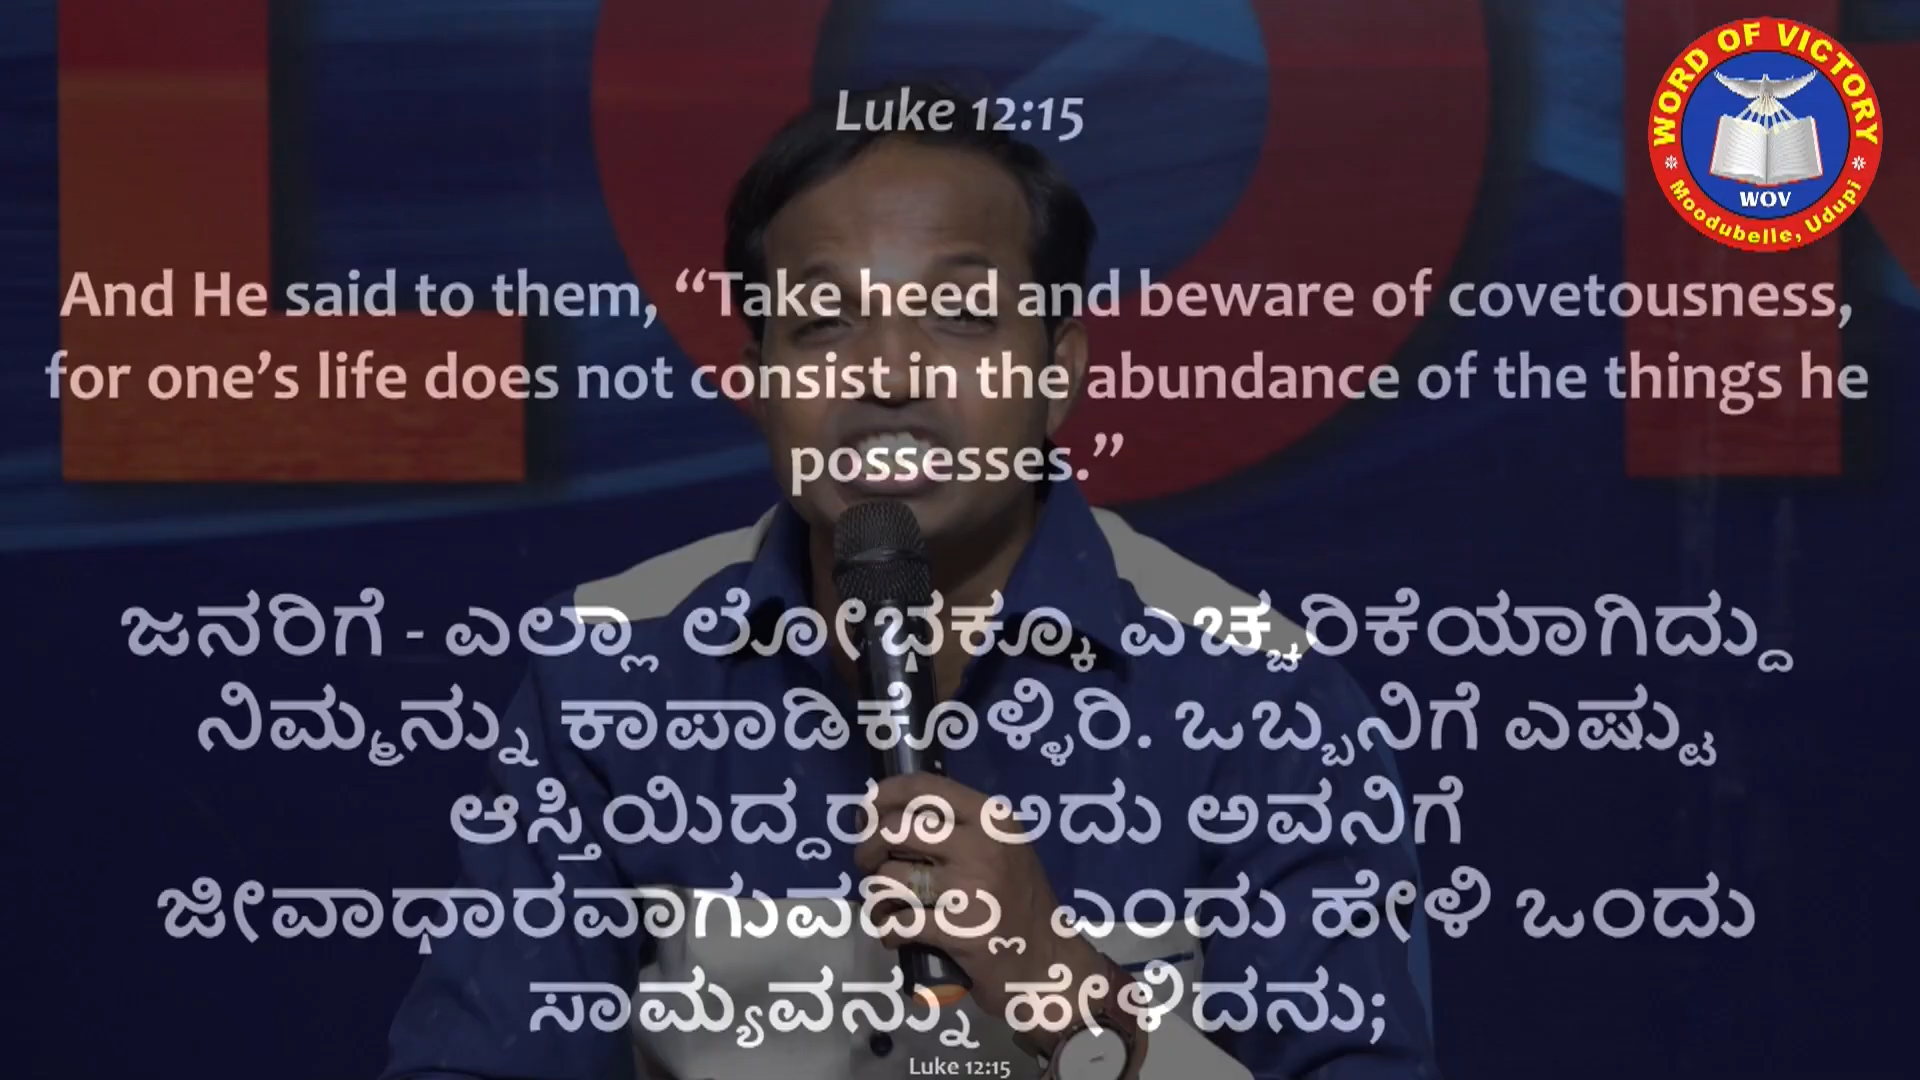 Luke 12:15
WORD OF VICTORY
WOV
Moodubelle, Udupi
And He said to them, “Take heed and beware of covetousness,
for one’s life does not consist in the abundance of the things he
possesses.”
ಜನರಿಗೆ - ಎಲ್ಲಾ ಲೋಭಕ್ಕೂ ಎಚ್ಚರಿಕೆಯಾಗಿದ್ದು
ನಿಮ್ಮನ್ನು ಕಾಪಾಡಿಕೊಳ್ಳಿರಿ. ಒಬ್ಬನಿಗೆ ಎಷ್ಟು
ಆಸ್ತಿಯಿದ್ದರೂ ಅದು ಅವನಿಗೆ
ಜೀವಾಧಾರವಾಗುವದಿಲ್ಲ ಎಂದು ಹೇಳಿ ಒಂದು
ಸಾಮ್ಯವನ್ನು ಹೇಳಿದನು;
Luke 12:15